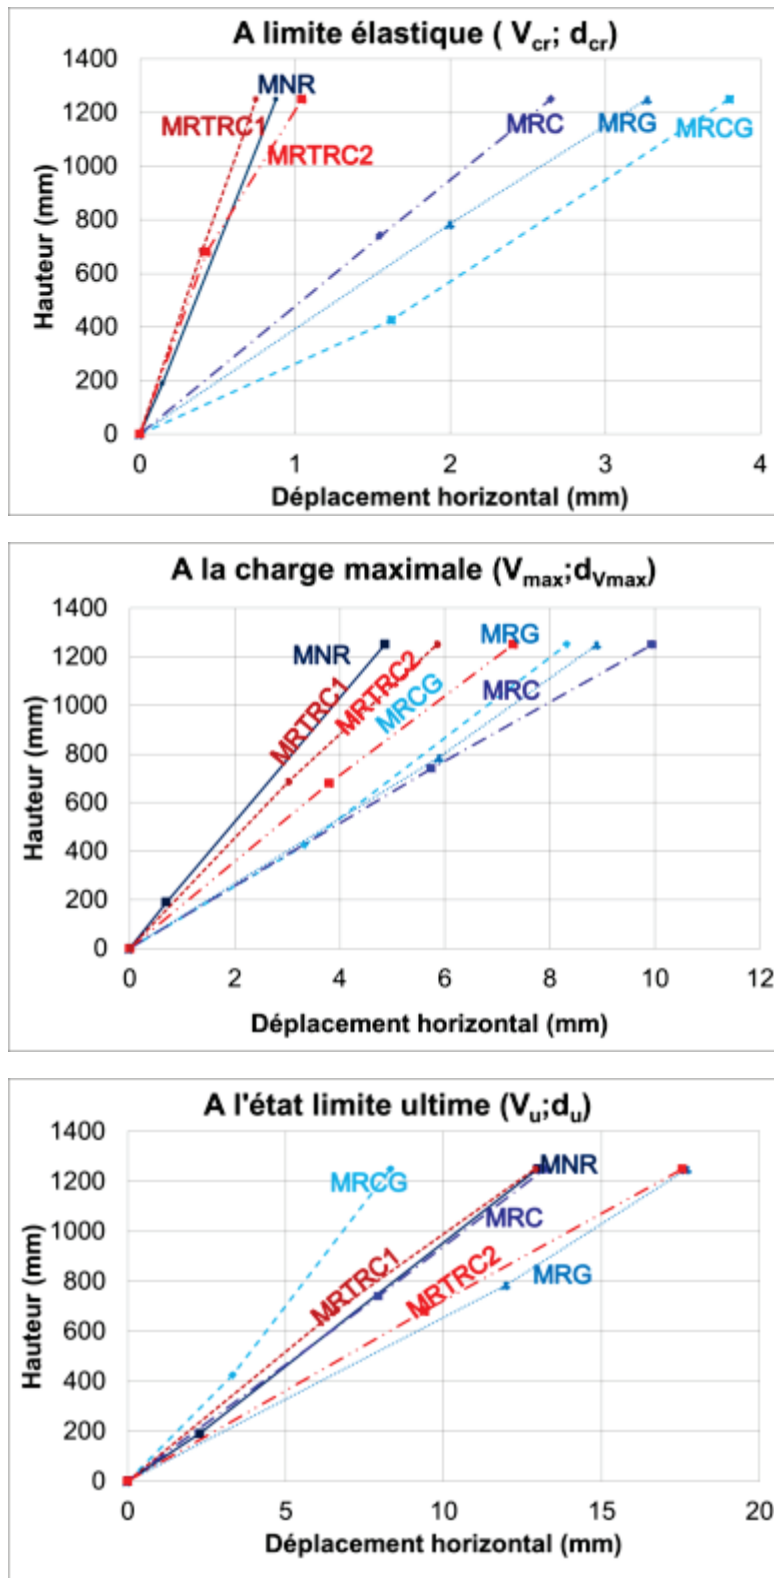 A limite élastique ( Vcr; dcr)
1400
1200
1000
800
600
400
200
0
Hauteur (mm)
MNR
MRTRC1
MRTRC2
MRC
MRG
MRCG
0 1 2 3 4
Déplacement horizontal (mm)
A la charge maximale (Vmax;dVmax)
1400
1200
1000
800
600
400
200
0
Hauteur (mm)
MNR
MRTRC1
MRTRC2
MRCG
MRG
MRC
0 2 4 6 8 10 12
Déplacement horizontal (mm)
A l'état limite ultime (Vu;du)
1400
1200
1000
800
600
400
200
0
Hauteur (mm)
MRCG
MNR
MRC
MRTRC1
MRTRC2
MRG
0 5 10 15 20
Déplacement horizontal (mm)